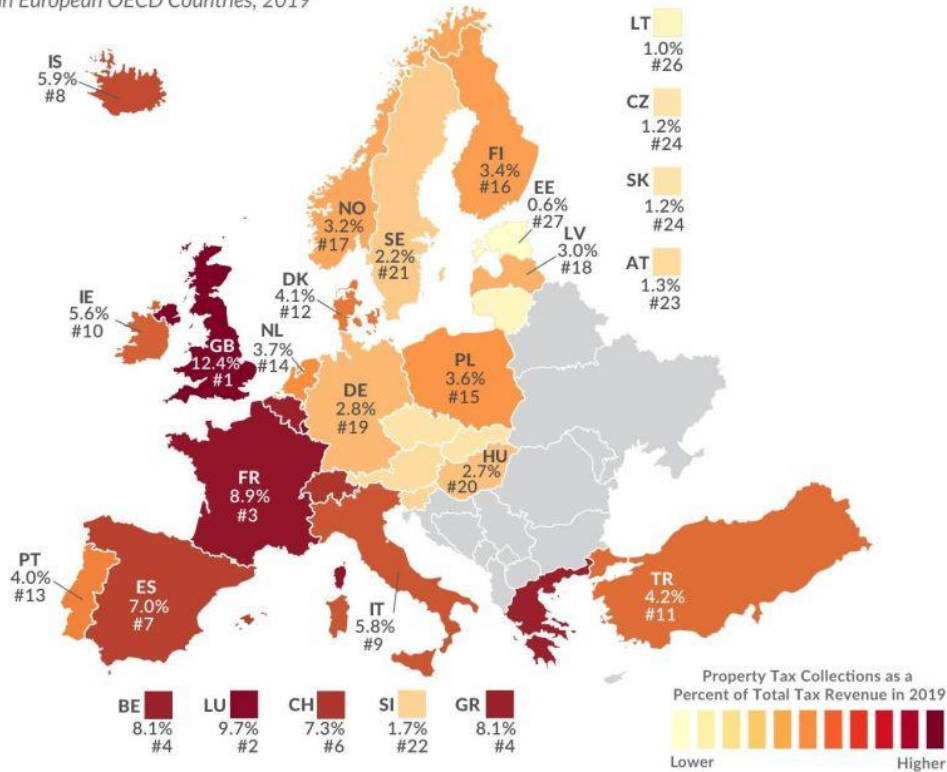 in European OECD Countries, 2019
IS
5.9%
#8
LT
1.0%
#26
CZ
1.2%
#24
SK
1.2%
#24
AT
1.3%
#23
FI
3.4%
#16
EE
0.6%
#27
NO
3.2%
#17
SE
2.2%
#21
LV
3.0%
#18
DK
4.1%
#12
IE
5.6%
#10
NL
3.7%
#14
GB
12.4%
#1
PL
3.6%
#15
DE
2.8%
#19
HU
2.7%
#20
FR
8.9%
#3
PT
4.0%
#13
ES
7.0%
#7
IT
5.8%
#9
TR
4.2%
#11
BE
8.1%
#4
LU
9.7%
#2
CH
7.3%
#6
SI
1.7%
#22
GR
8.1%
#4
Property Tax Collections as a
Percent of Total Tax Revenue in 2019
Lower
Higher